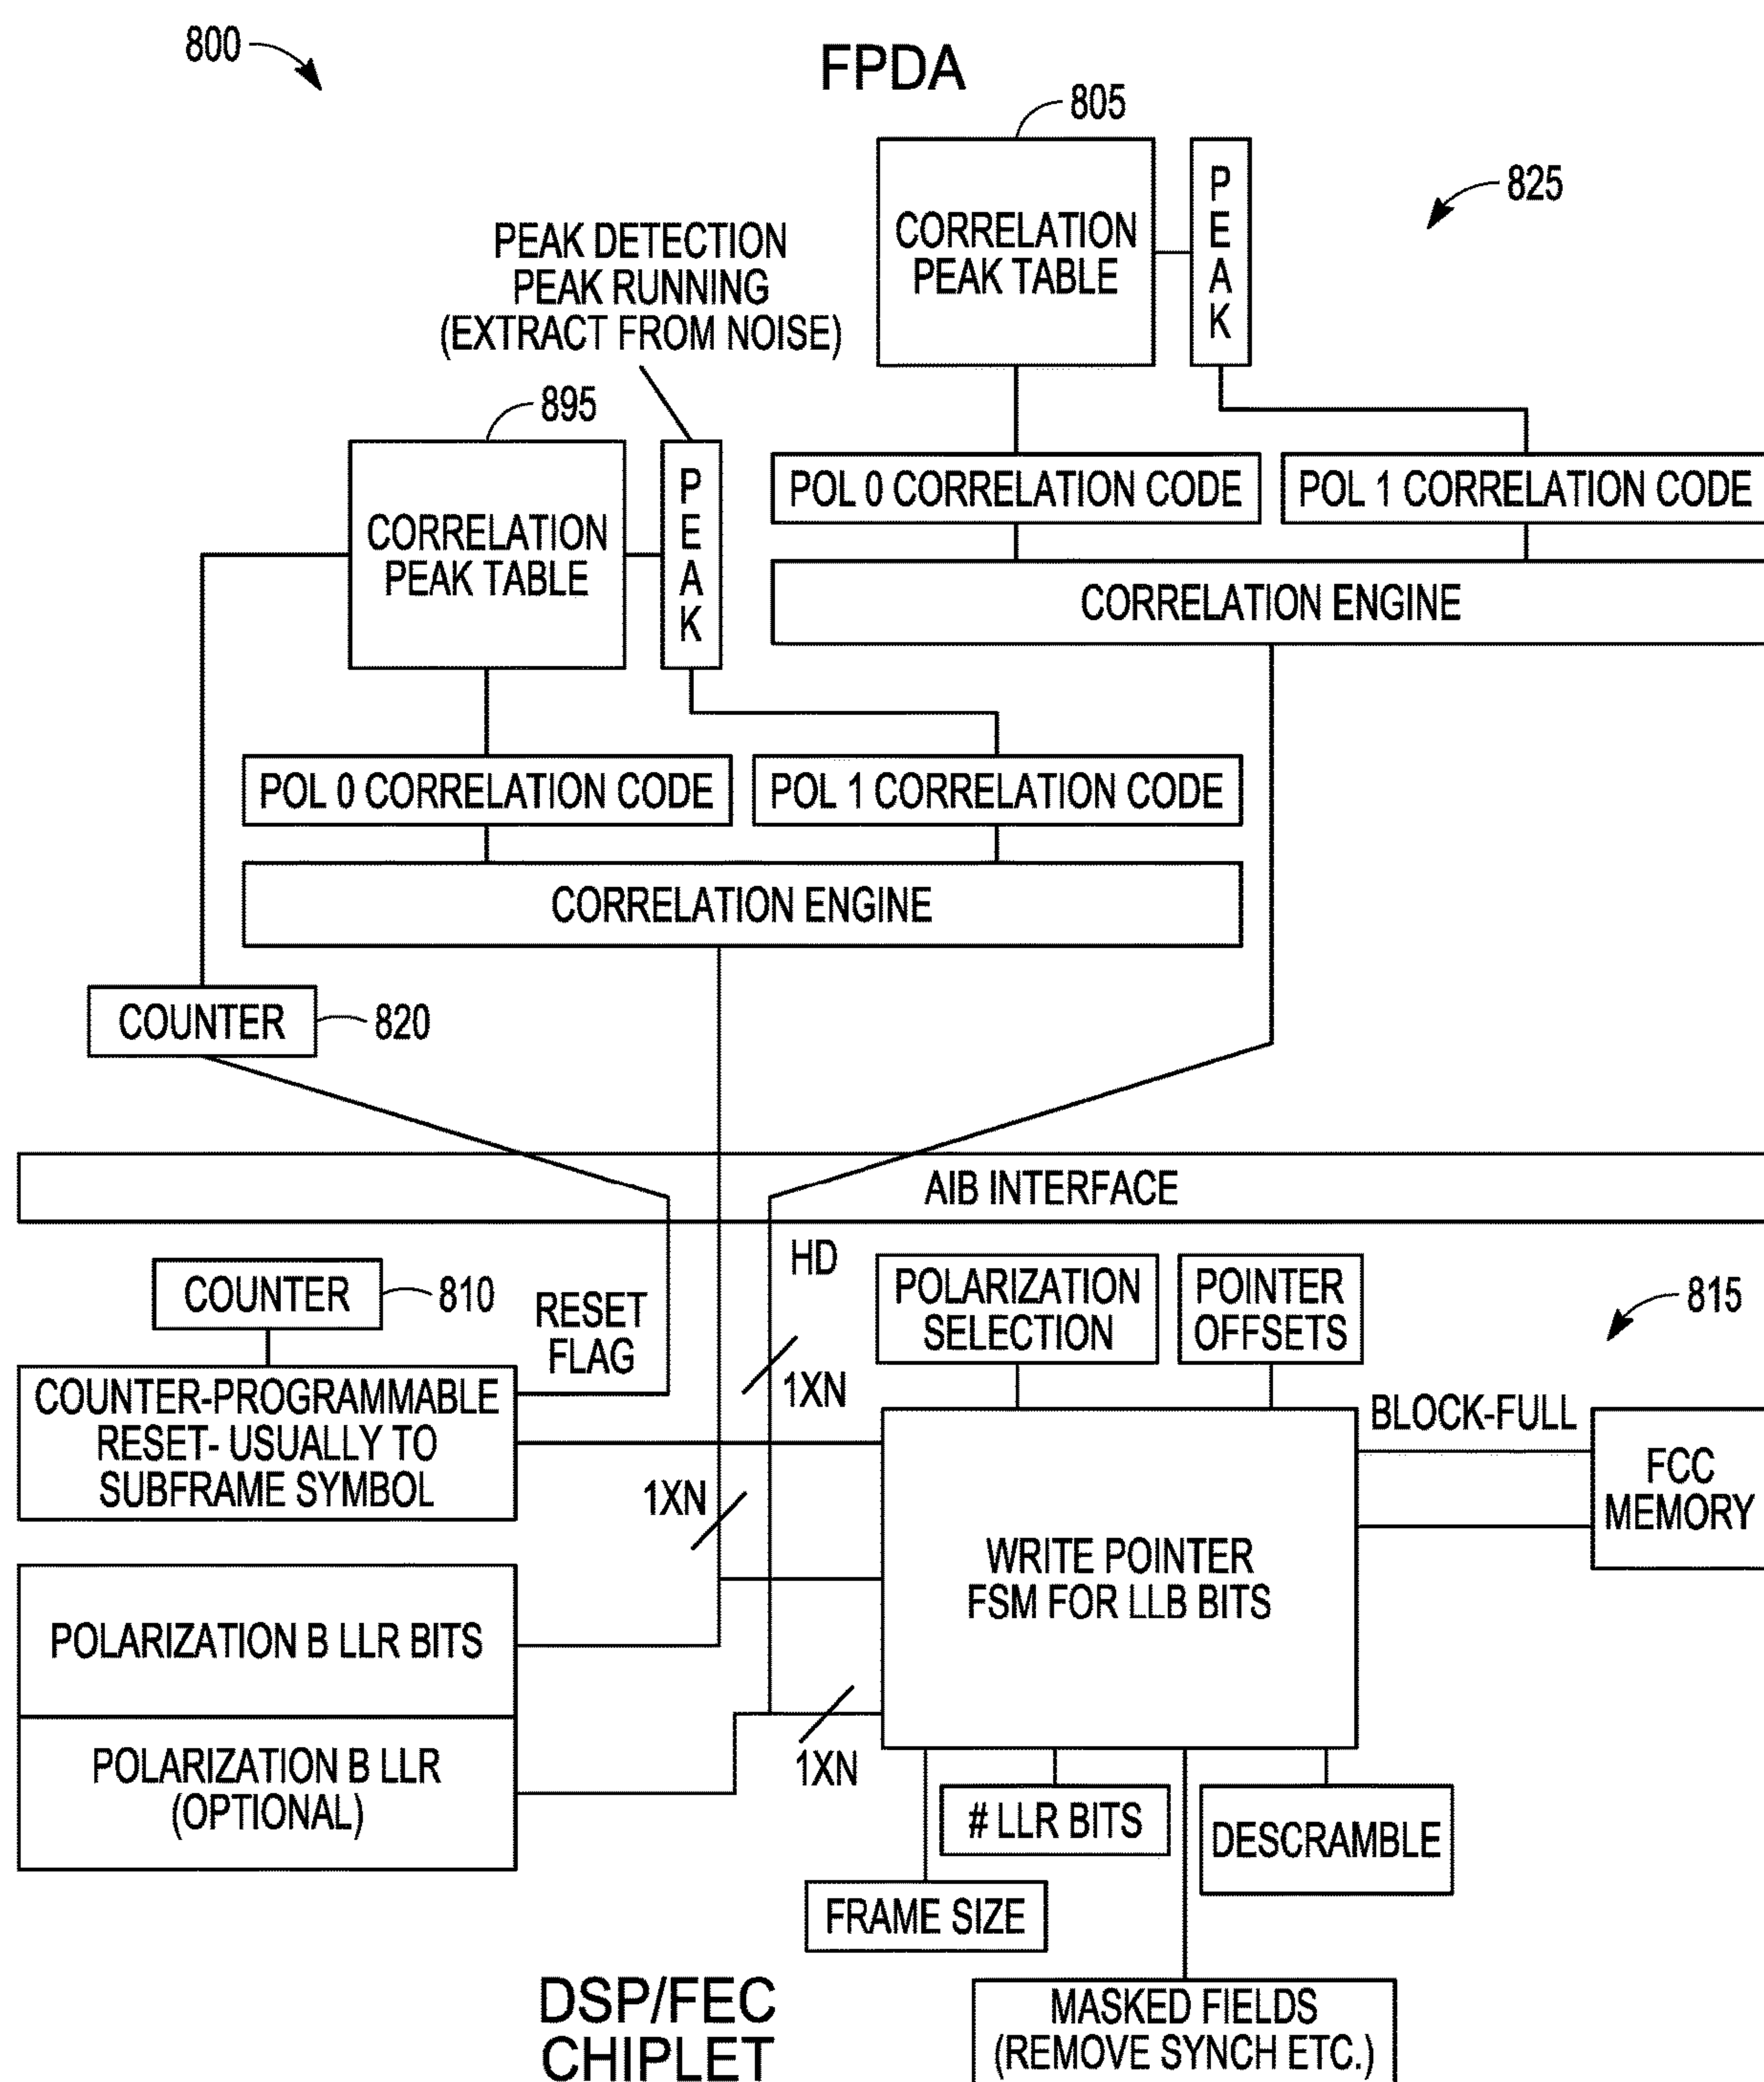 800
FPDA
805
825
CORRELATION
PEAK TABLE
PEAK
PEAK DETECTION
PEAK RUNNING
(EXTRACT FROM NOISE)
895
CORRELATION
PEAK TABLE
PEAK
POL 0 CORRELATION CODE
POL 1 CORRELATION CODE
CORRELATION ENGINE
POL 0 CORRELATION CODE
POL 1 CORRELATION CODE
CORRELATION ENGINE
COUNTER
820
AIB INTERFACE
HD
COUNTER
810
RESET
FLAG
1XN
POLARIZATION
SELECTION
POINTER
OFFSETS
815
COUNTER-PROGRAMMABLE
RESET- USUALLY TO
SUBFRAME SYMBOL
1XN
BLOCK-FULL
FCC
MEMORY
WRITE POINTER
FSM FOR LLB BITS
POLARIZATION B LLR BITS
POLARIZATION B LLR
(OPTIONAL)
1XN
# LLR BITS
DESCRAMBLE
FRAME SIZE
MASKED FIELDS
(REMOVE SYNCH ETC.)
DSP/FEC
CHIPLET